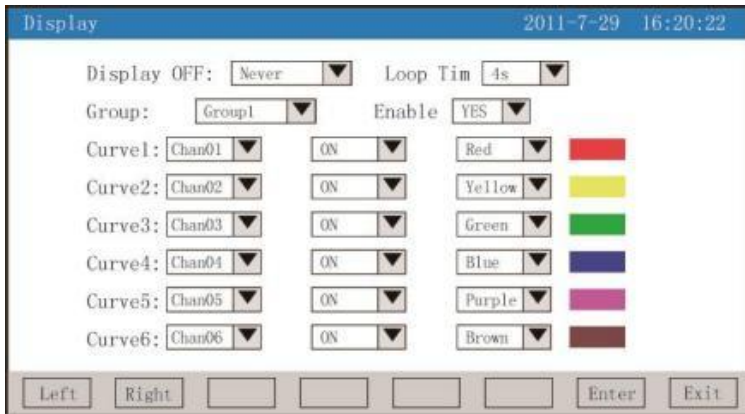 Display 2011-7-29 16:20:22
Display OFF: Never Loop Tim 4s
Group: Group1 Enable YES
Curve1: Chan01 ON Red
Curve2: Chan02 ON Yellow
Curve3: Chan03 ON Green
Curve4: Chan04 ON Blue
Curve5: Chan05 ON Purple
Curve6: Chan06 ON Brown
Left Right Enter Exit